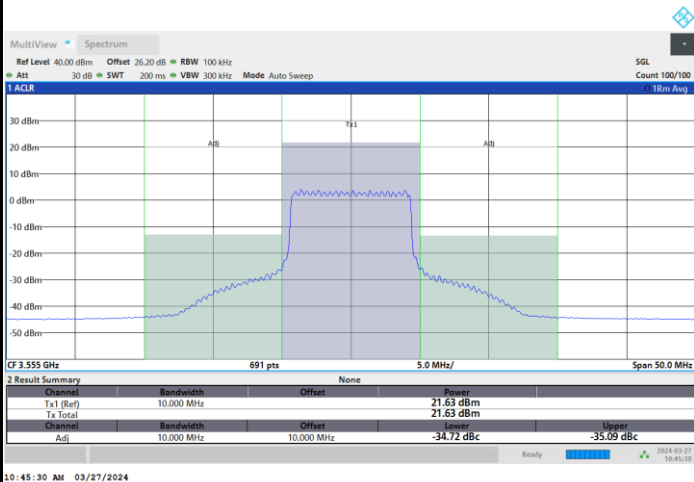 MultiView Spectrum
Ref Level 40.00 dBm Offset 26.20 dB RBW 100 kHz SGL
Att 30 dB SWT 200 ms VBW 300 kHz Mode Auto Sweep Count 100/100
1 ACLR 1Rm Avg
30 dBm
Tx1
20 dBm Adj Adj
10 dBm
0 dBm
-10 dBm
-20 dBm
-30 dBm
-40 dBm
-50 dBm
CF 3.555 GHz 691 pts 5.0 MHz/ Span 50.0 MHz
2 Result Summary None
Channel Bandwidth Offset Power
Tx1 (Ref) 10.000 MHz 21.63 dBm
Tx Total 21.63 dBm
Channel Bandwidth Offset Lower Upper
Adj 10.000 MHz 10.000 MHz -34.72 dBc -35.09 dBc
Ready 2024-03-27
10:45:30
10:45:30 AM 03/27/2024